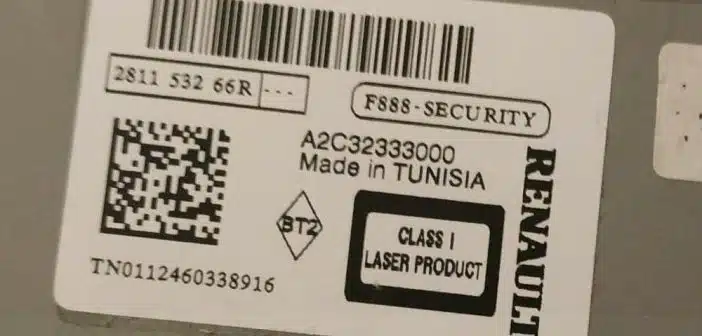 2811 532 66R ---
F888-SECURITY
A2C32333000
Made in TUNISIA
BT2
CLASS I
LASER PRODUCT
RENAULT
TN0112460338916